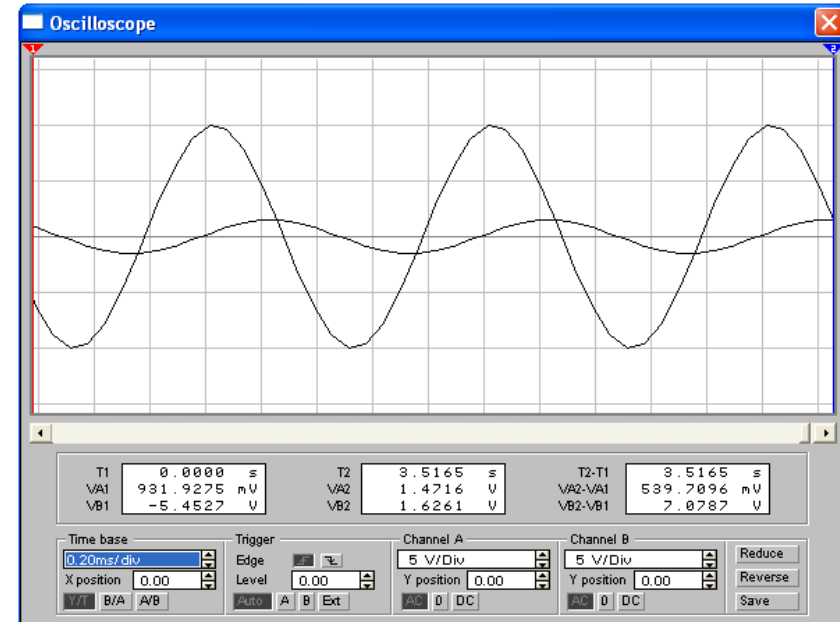 Oscilloscope
1 2
T1 0.0000 s T2 3.5165 s T2-T1 3.5165 s
VA1 931.9275 mV VA2 1.4716 V VA2-VA1 539.7096 mV
VB1 -5.4527 V VB2 1.6261 V VB2-VB1 7.0787 V
Time base Trigger Channel A Channel B
0.20ms/div Edge 5 V/Div 5 V/Div Reduce
X position 0.00 Level 0.00 Y position 0.00 Y position 0.00 Reverse
Y/T B/A A/B Auto A B Ext AC 0 DC AC 0 DC Save